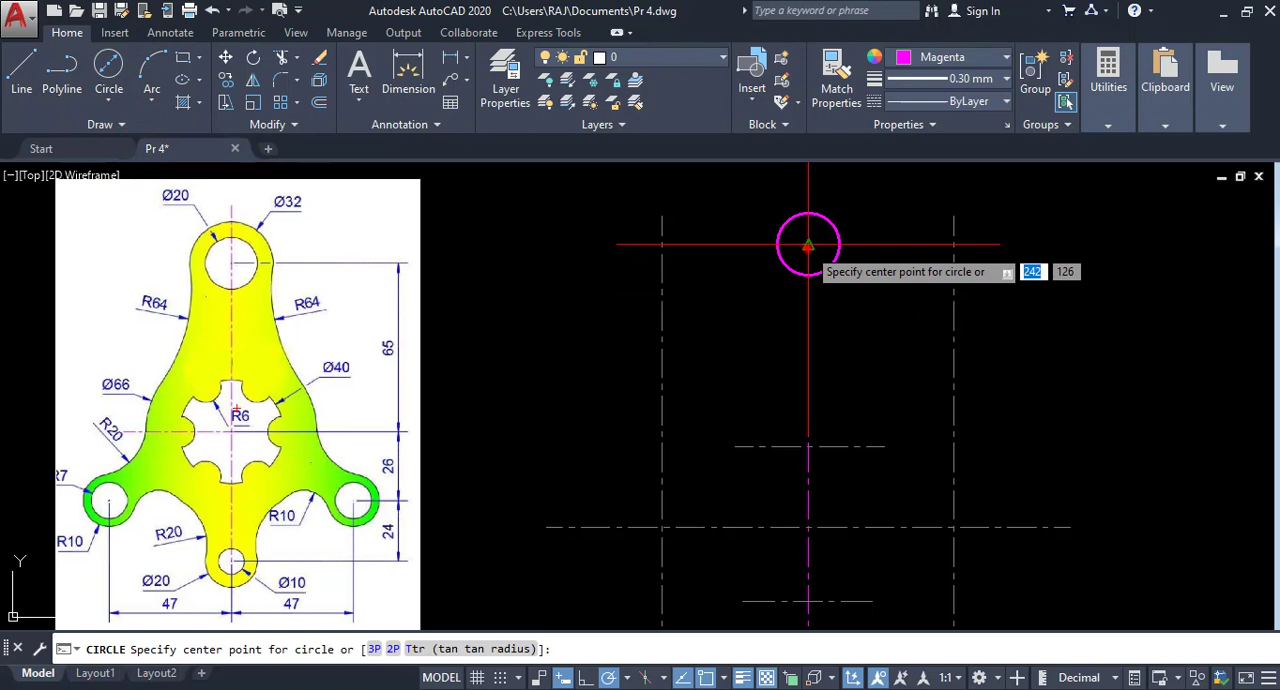 Autodesk AutoCAD 2020 C:\Users\RAJ\Documents\Pr 4.dwg
Type a keyword or phrase
Sign In
Home Insert Annotate Parametric View Manage Output Collaborate Express Tools
0
Magenta
0.30 mm
ByLayer
Line Polyline Circle Arc
Text Dimension
Layer Properties
Insert
Match Properties
Group Utilities Clipboard View
Draw Modify Annotation Layers Block Properties Groups
Start Pr 4*
[−][Top][2D Wireframe]
Ø20
Ø32
R64
R64
65
Ø40
Ø66
R6
R20
26
R7
R10
R10
R20
24
Ø20
Ø10
47
47
Specify center point for circle or 242 126
Y
CIRCLE Specify center point for circle or [3P 2P Ttr (tan tan radius)]:
Model Layout1 Layout2
MODEL
1:1
Decimal